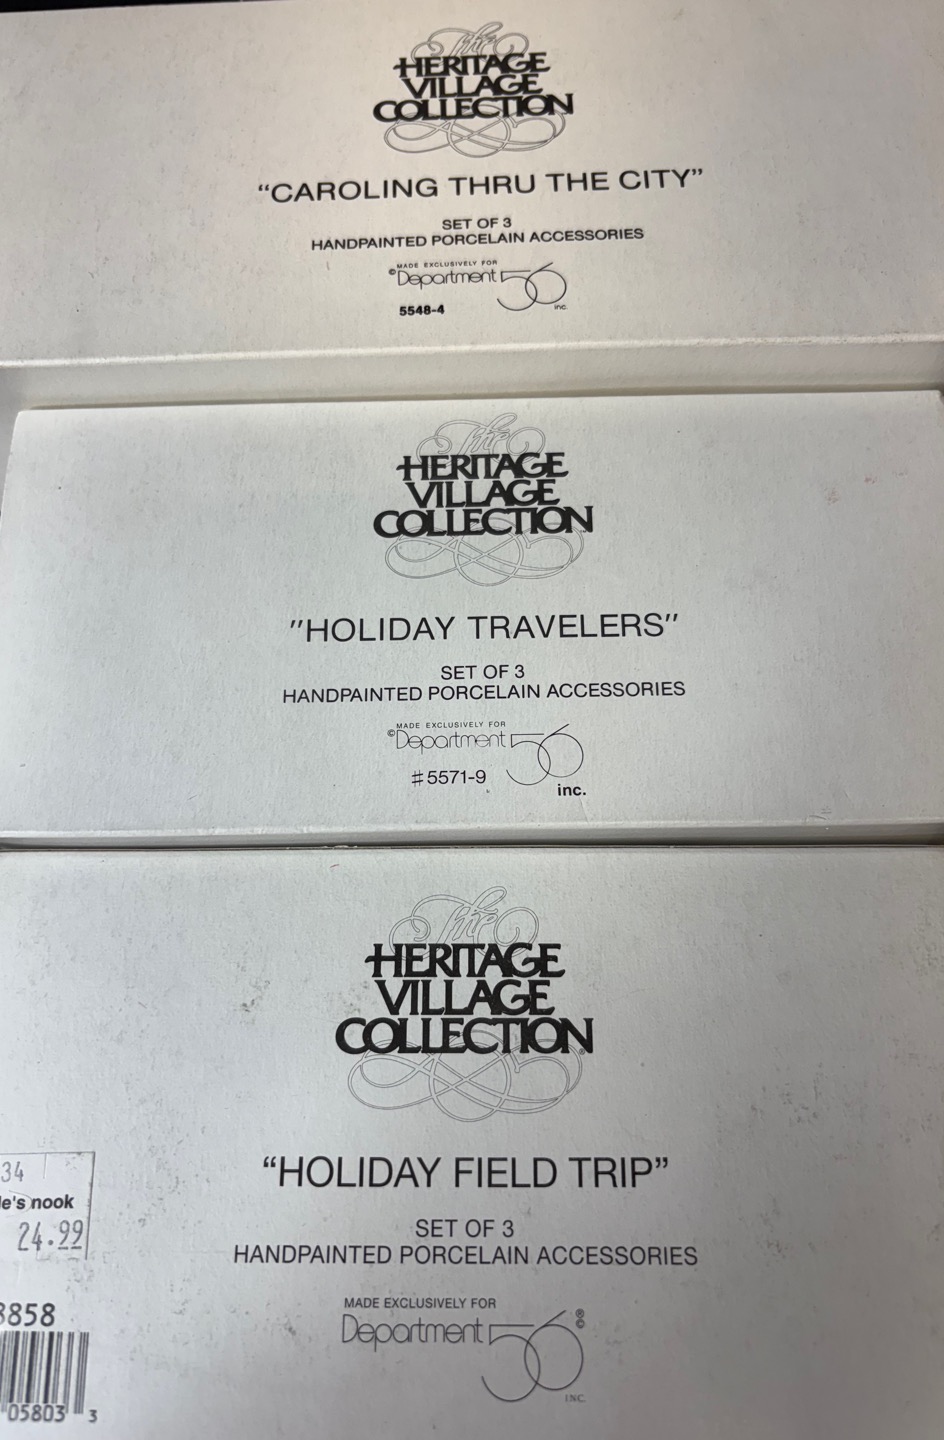 The
HERITAGE
VILLAGE
COLLECTION
"CAROLING THRU THE CITY"
SET OF 3
HANDPAINTED PORCELAIN ACCESSORIES
MADE EXCLUSIVELY FOR
©Department 56
inc.
5548-4
The
HERITAGE
VILLAGE
COLLECTION
"HOLIDAY TRAVELERS"
SET OF 3
HANDPAINTED PORCELAIN ACCESSORIES
MADE EXCLUSIVELY FOR
©Department 56
#5571-9
inc.
The
HERITAGE
VILLAGE
COLLECTION®
"HOLIDAY FIELD TRIP"
SET OF 3
HANDPAINTED PORCELAIN ACCESSORIES
MADE EXCLUSIVELY FOR
Department 56 ®©
INC.
34
le's nook
24.99
8858
05803 3